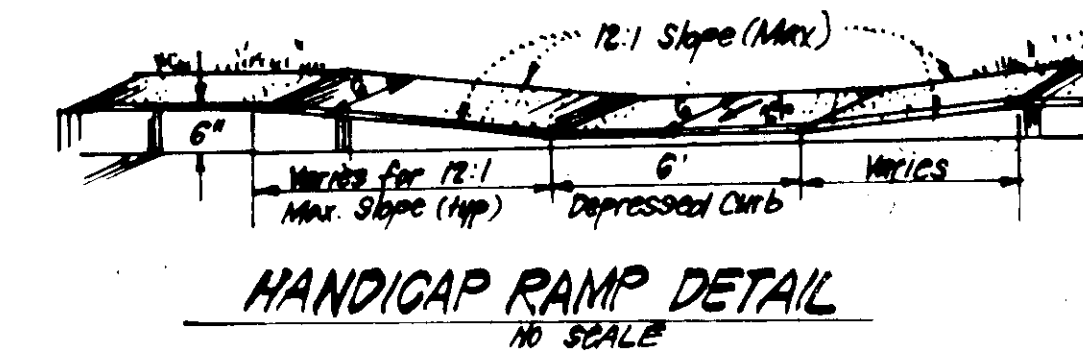 12:1 Slope (Max)
6"
Varies for 12:1
Max. Slope (typ)
6'
Depressed Curb
Varies
HANDICAP RAMP DETAIL
NO SCALE